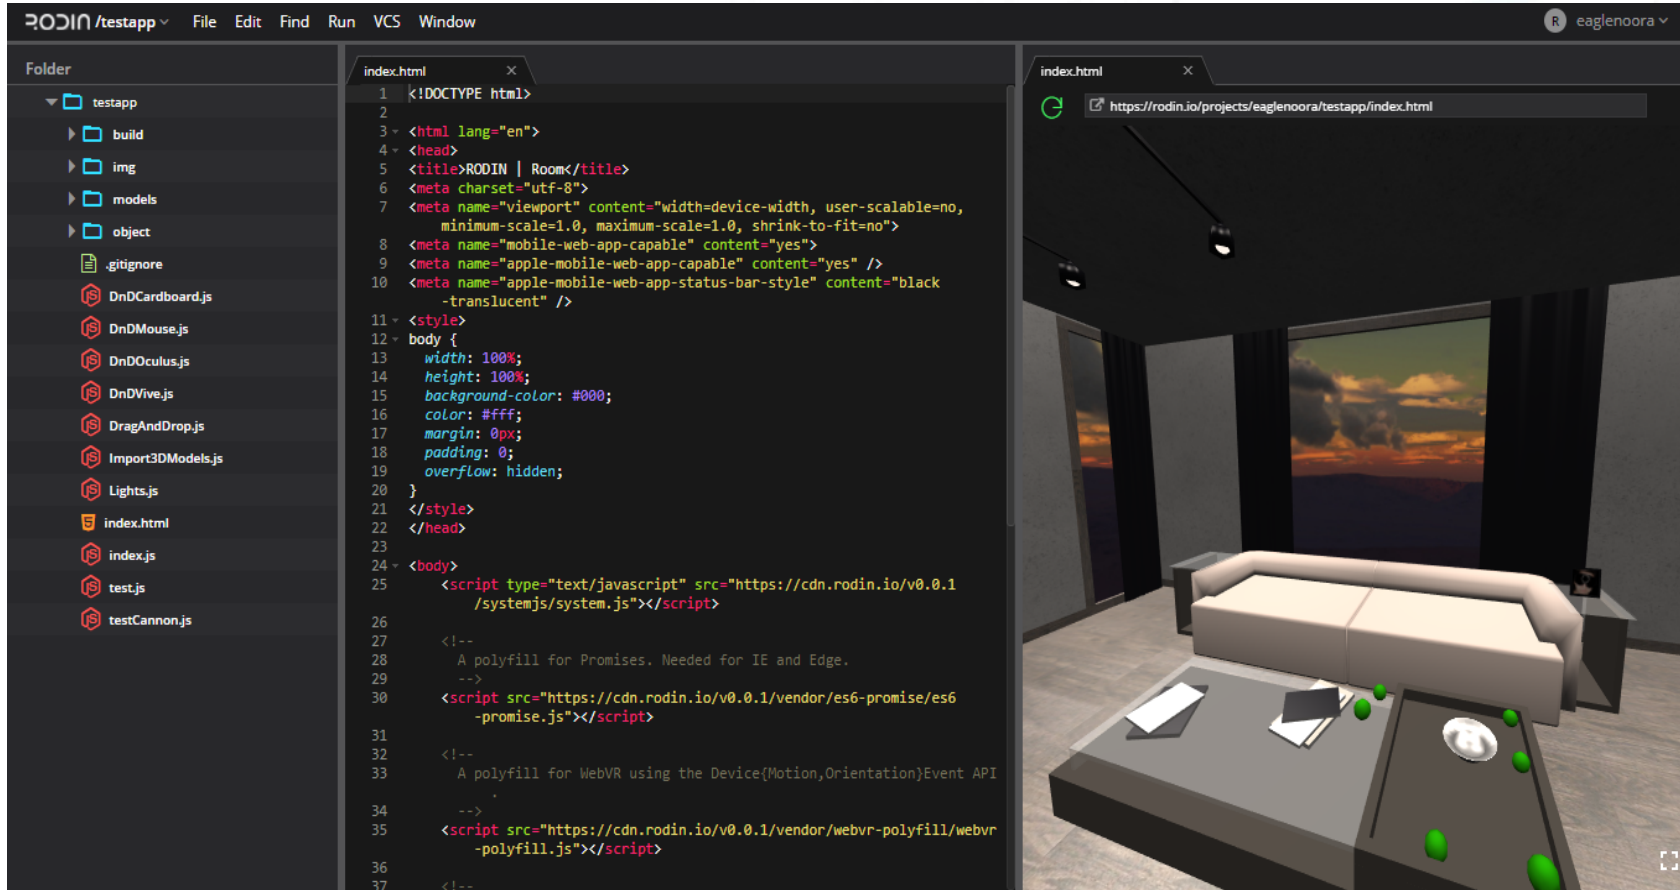 RODIN /testapp File Edit Find Run VCS Window
R eaglenoora
Folder
testapp
build
img
models
object
.gitignore
DnDCardboard.js
DnDMouse.js
DnDOculus.js
DnDVive.js
DragAndDrop.js
Import3DModels.js
Lights.js
index.html
index.js
test.js
testCannon.js
index.html
1 <!DOCTYPE html>
2
3 <html lang="en">
4 <head>
5 <title>RODIN | Room</title>
6 <meta charset="utf-8">
7 <meta name="viewport" content="width=device-width, user-scalable=no,
minimum-scale=1.0, maximum-scale=1.0, shrink-to-fit=no">
8 <meta name="mobile-web-app-capable" content="yes">
9 <meta name="apple-mobile-web-app-capable" content="yes" />
10 <meta name="apple-mobile-web-app-status-bar-style" content="black
-translucent" />
11 <style>
12 body {
13 width: 100%;
14 height: 100%;
15 background-color: #000;
16 color: #fff;
17 margin: 0px;
18 padding: 0;
19 overflow: hidden;
20 }
21 </style>
22 </head>
23
24 <body>
25 <script type="text/javascript" src="https://cdn.rodin.io/v0.0.1
/systemjs/system.js"></script>
26
27 <!--
28 A polyfill for Promises. Needed for IE and Edge.
29 -->
30 <script src="https://cdn.rodin.io/v0.0.1/vendor/es6-promise/es6
-promise.js"></script>
31
32 <!--
33 A polyfill for WebVR using the Device{Motion,Orientation}Event API
.
34 -->
35 <script src="https://cdn.rodin.io/v0.0.1/vendor/webvr-polyfill/webvr
-polyfill.js"></script>
36
37 <!--
index.html
https://rodin.io/projects/eaglenoora/testapp/index.html